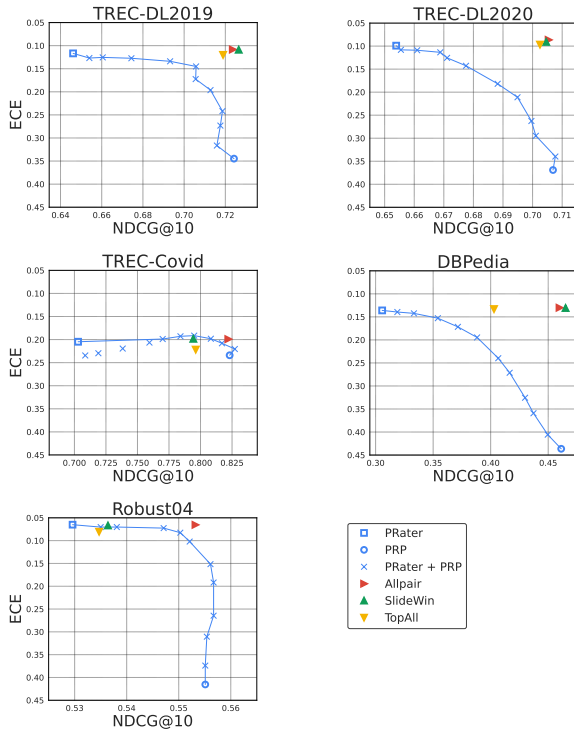 TREC-DL2019
0.05
0.10
0.15
0.20
0.25
0.30
0.35
0.40
0.45
ECE
0.64 0.66 0.68 0.70 0.72
NDCG@10
TREC-DL2020
0.05
0.10
0.15
0.20
0.25
0.30
0.35
0.40
0.45
0.65 0.66 0.67 0.68 0.69 0.70 0.71
NDCG@10
TREC-Covid
0.05
0.10
0.15
0.20
0.25
0.30
0.35
0.40
0.45
ECE
0.700 0.725 0.750 0.775 0.800 0.825
NDCG@10
DBPedia
0.05
0.10
0.15
0.20
0.25
0.30
0.35
0.40
0.45
0.30 0.35 0.40 0.45
NDCG@10
Robust04
0.05
0.10
0.15
0.20
0.25
0.30
0.35
0.40
0.45
ECE
0.53 0.54 0.55 0.56
NDCG@10
PRater
PRP
PRater + PRP
Allpair
SlideWin
TopAll